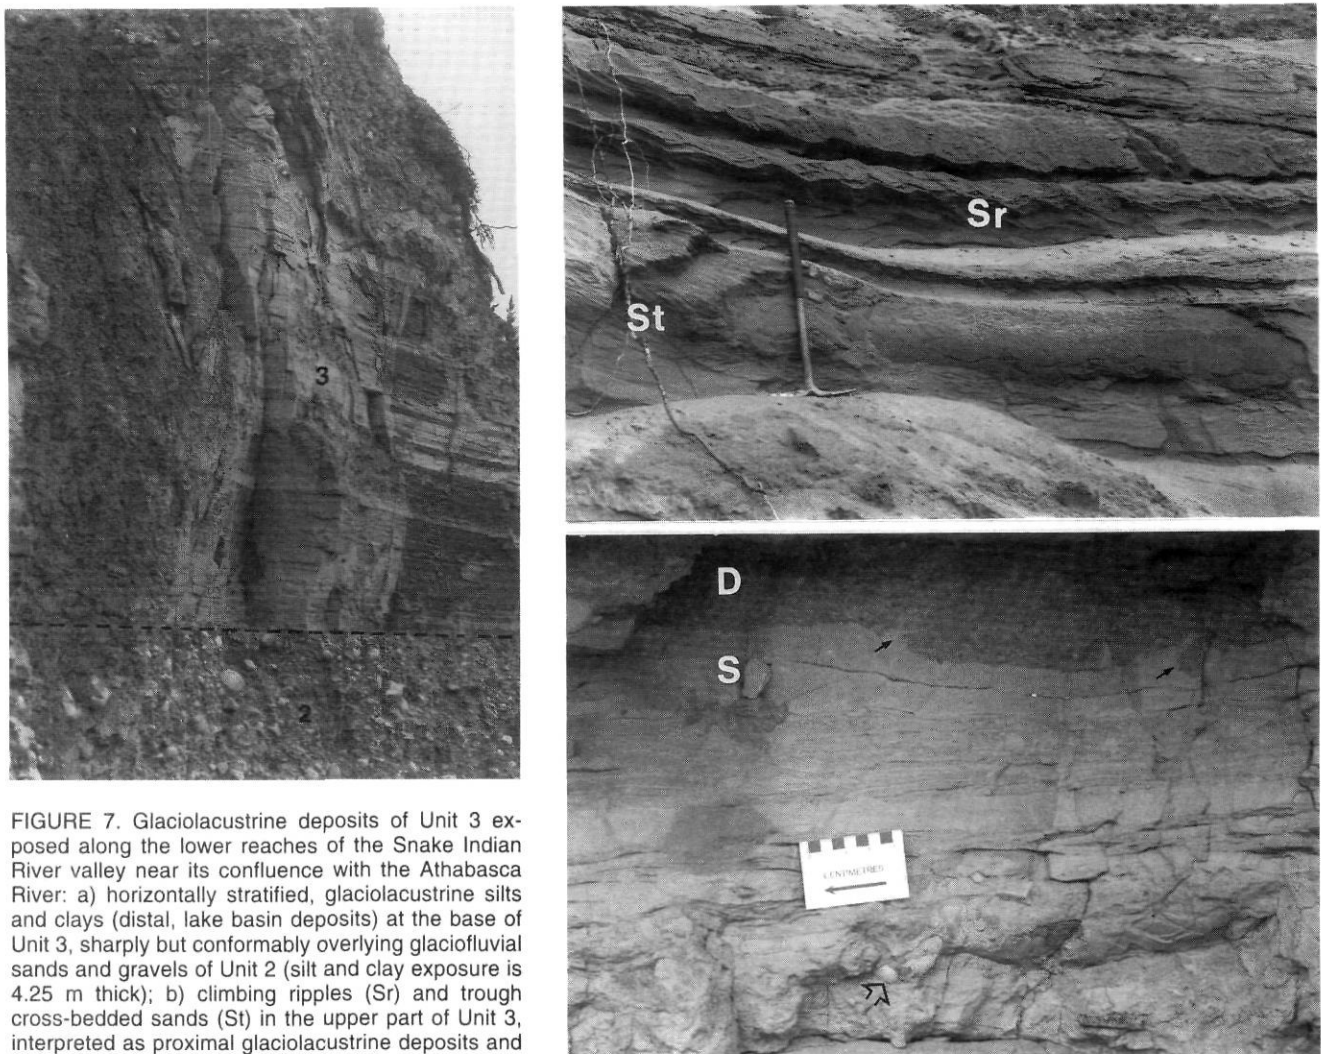 3
2
St
Sr
D
S
CENTIMETRES
FIGURE 7. Glaciolacustrine deposits of Unit 3 ex-
posed along the lower reaches of the Snake Indian
River valley near its confluence with the Athabasca
River: a) horizontally stratified, glaciolacustrine silts
and clays (distal, lake basin deposits) at the base of
Unit 3, sharply but conformably overlying glaciofluvial
sands and gravels of Unit 2 (silt and clay exposure is
4.25 m thick); b) climbing ripples (Sr) and trough
cross-bedded sands (St) in the upper part of Unit 3,
interpreted as proximal glaciolacustrine deposits and